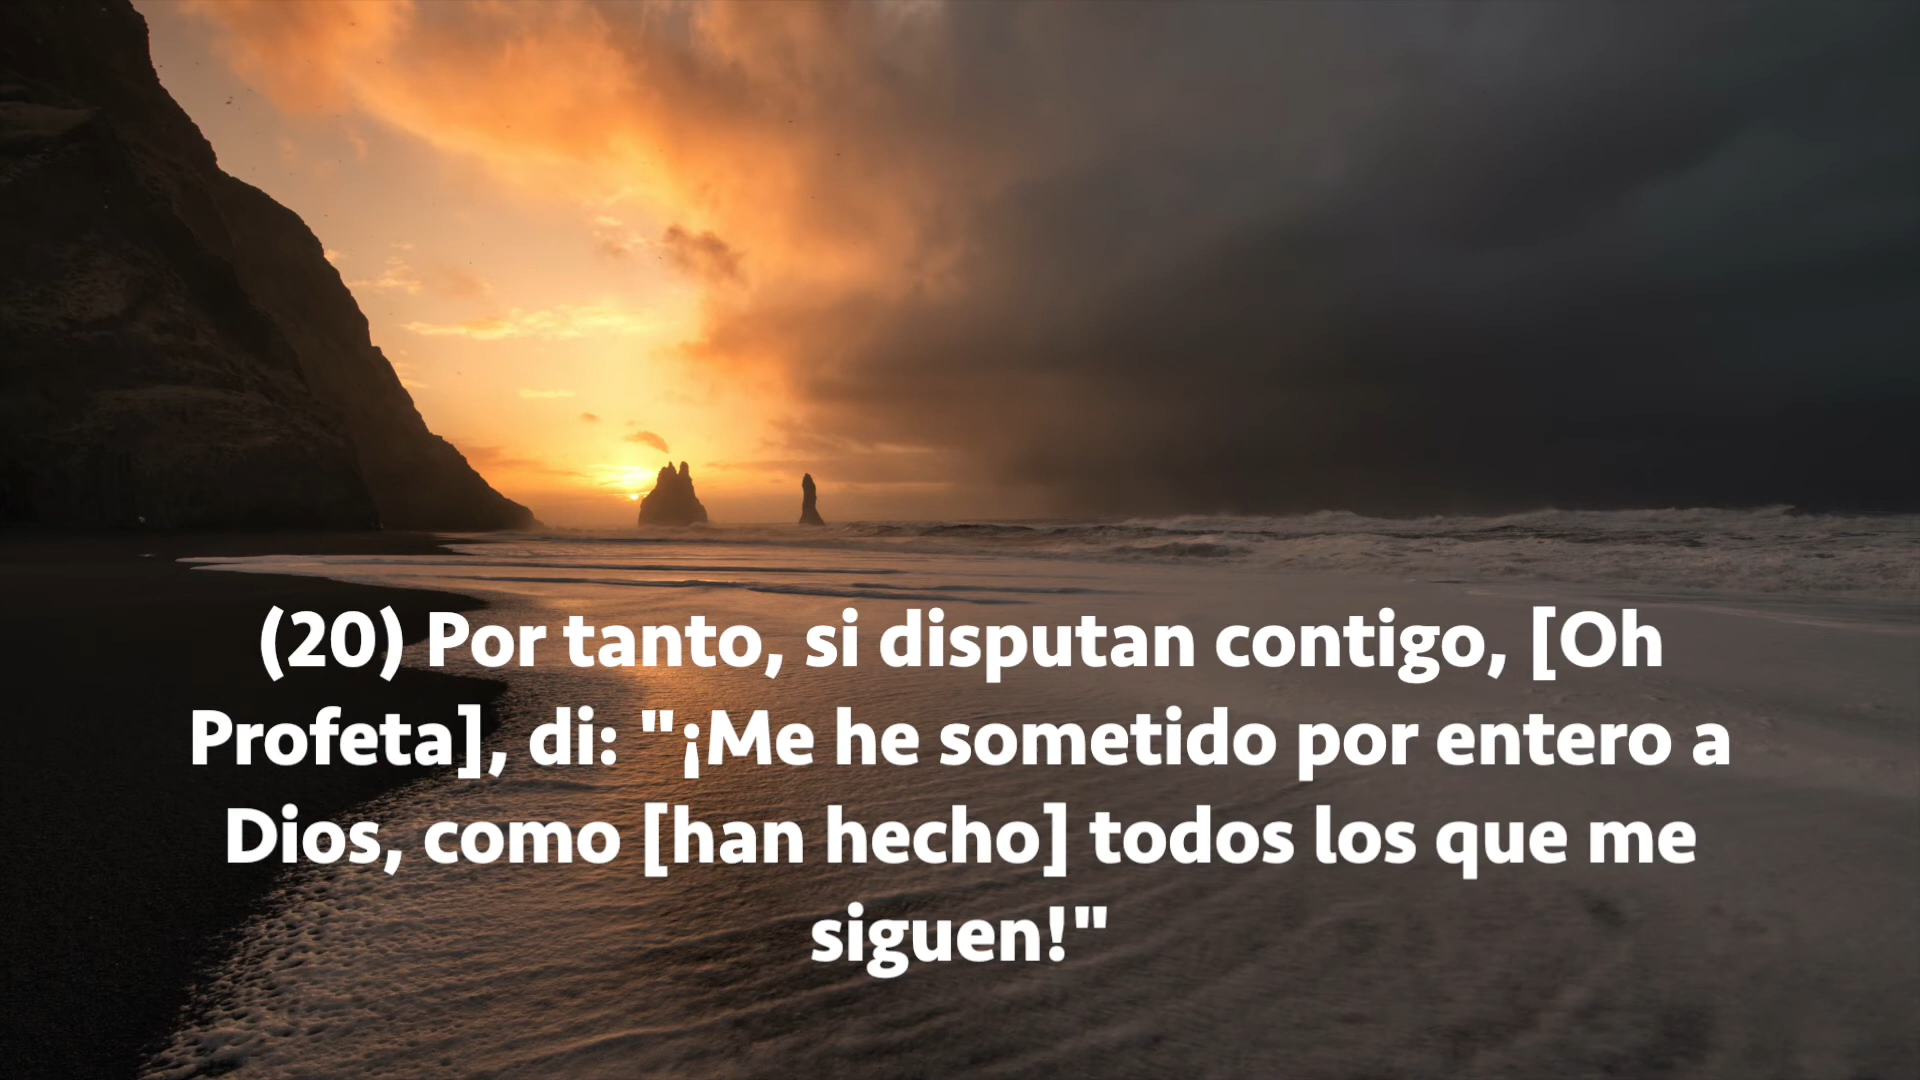 (20) Por tanto, si disputan contigo, [Oh
Profeta], di: "¡Me he sometido por entero a
Dios, como [han hecho] todos los que me
siguen!"